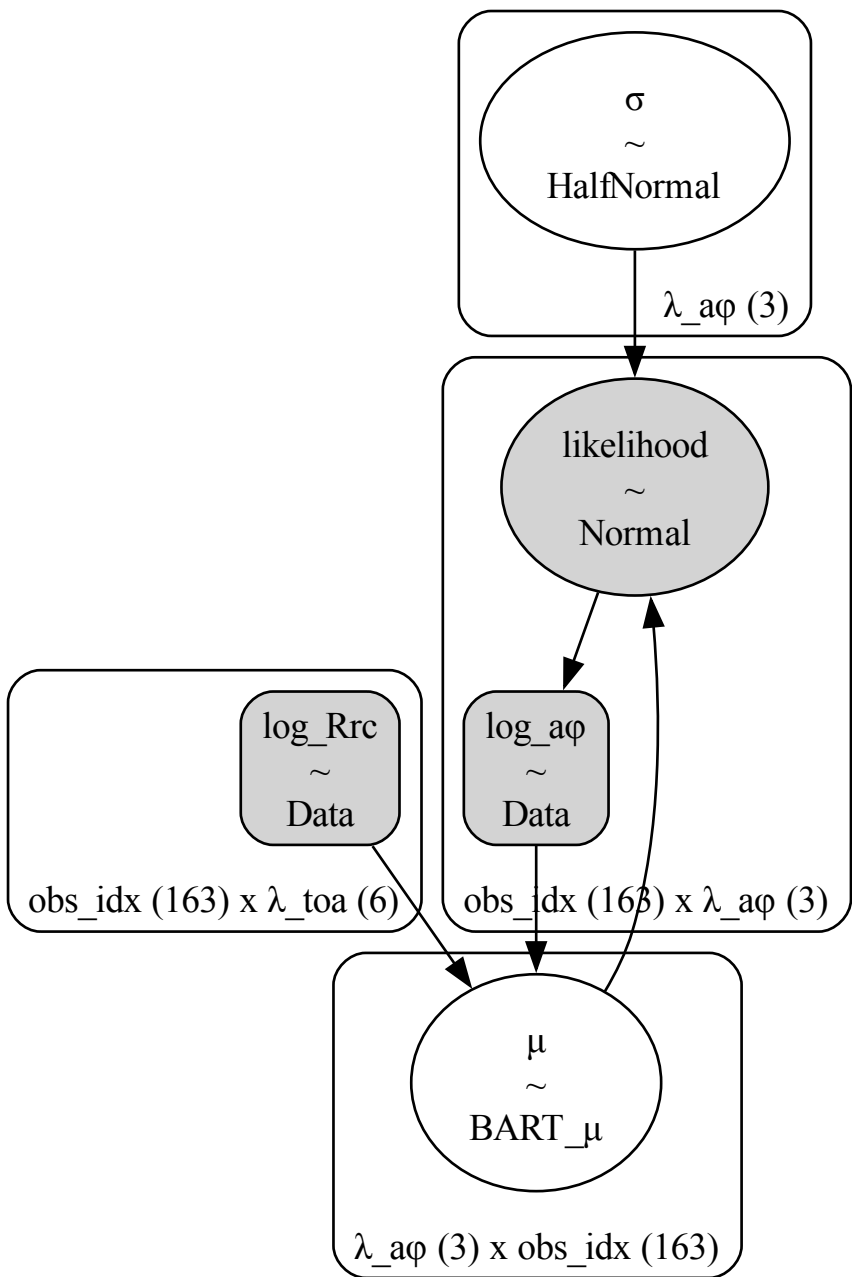 σ
~
HalfNormal
λ_aφ (3)
likelihood
~
Normal
log_Rrc
~
Data
log_aφ
~
Data
obs_idx (163) x λ_toa (6)
obs_idx (163) x λ_aφ (3)
μ
~
BART_μ
λ_aφ (3) x obs_idx (163)